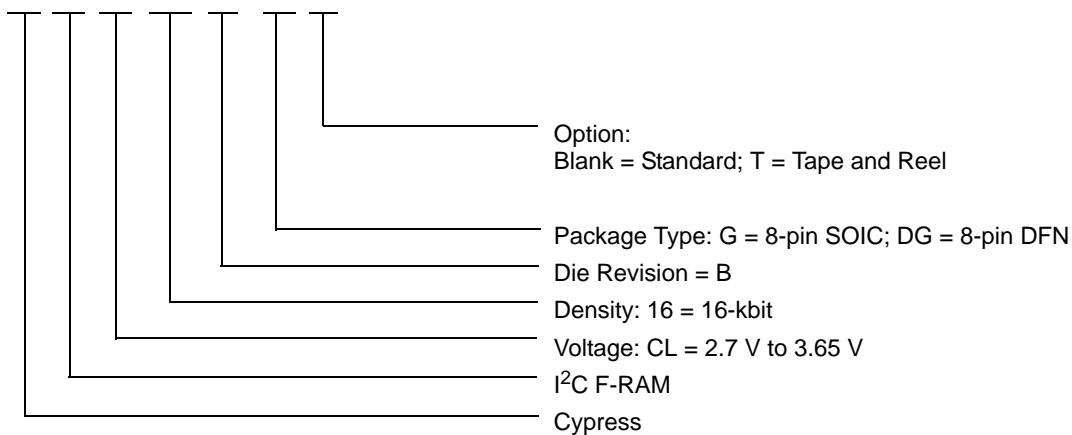 Option:
Blank = Standard; T = Tape and Reel
Package Type: G = 8-pin SOIC; DG = 8-pin DFN
Die Revision = B
Density: 16 = 16-kbit
Voltage: CL = 2.7 V to 3.65 V
I²C F-RAM
Cypress